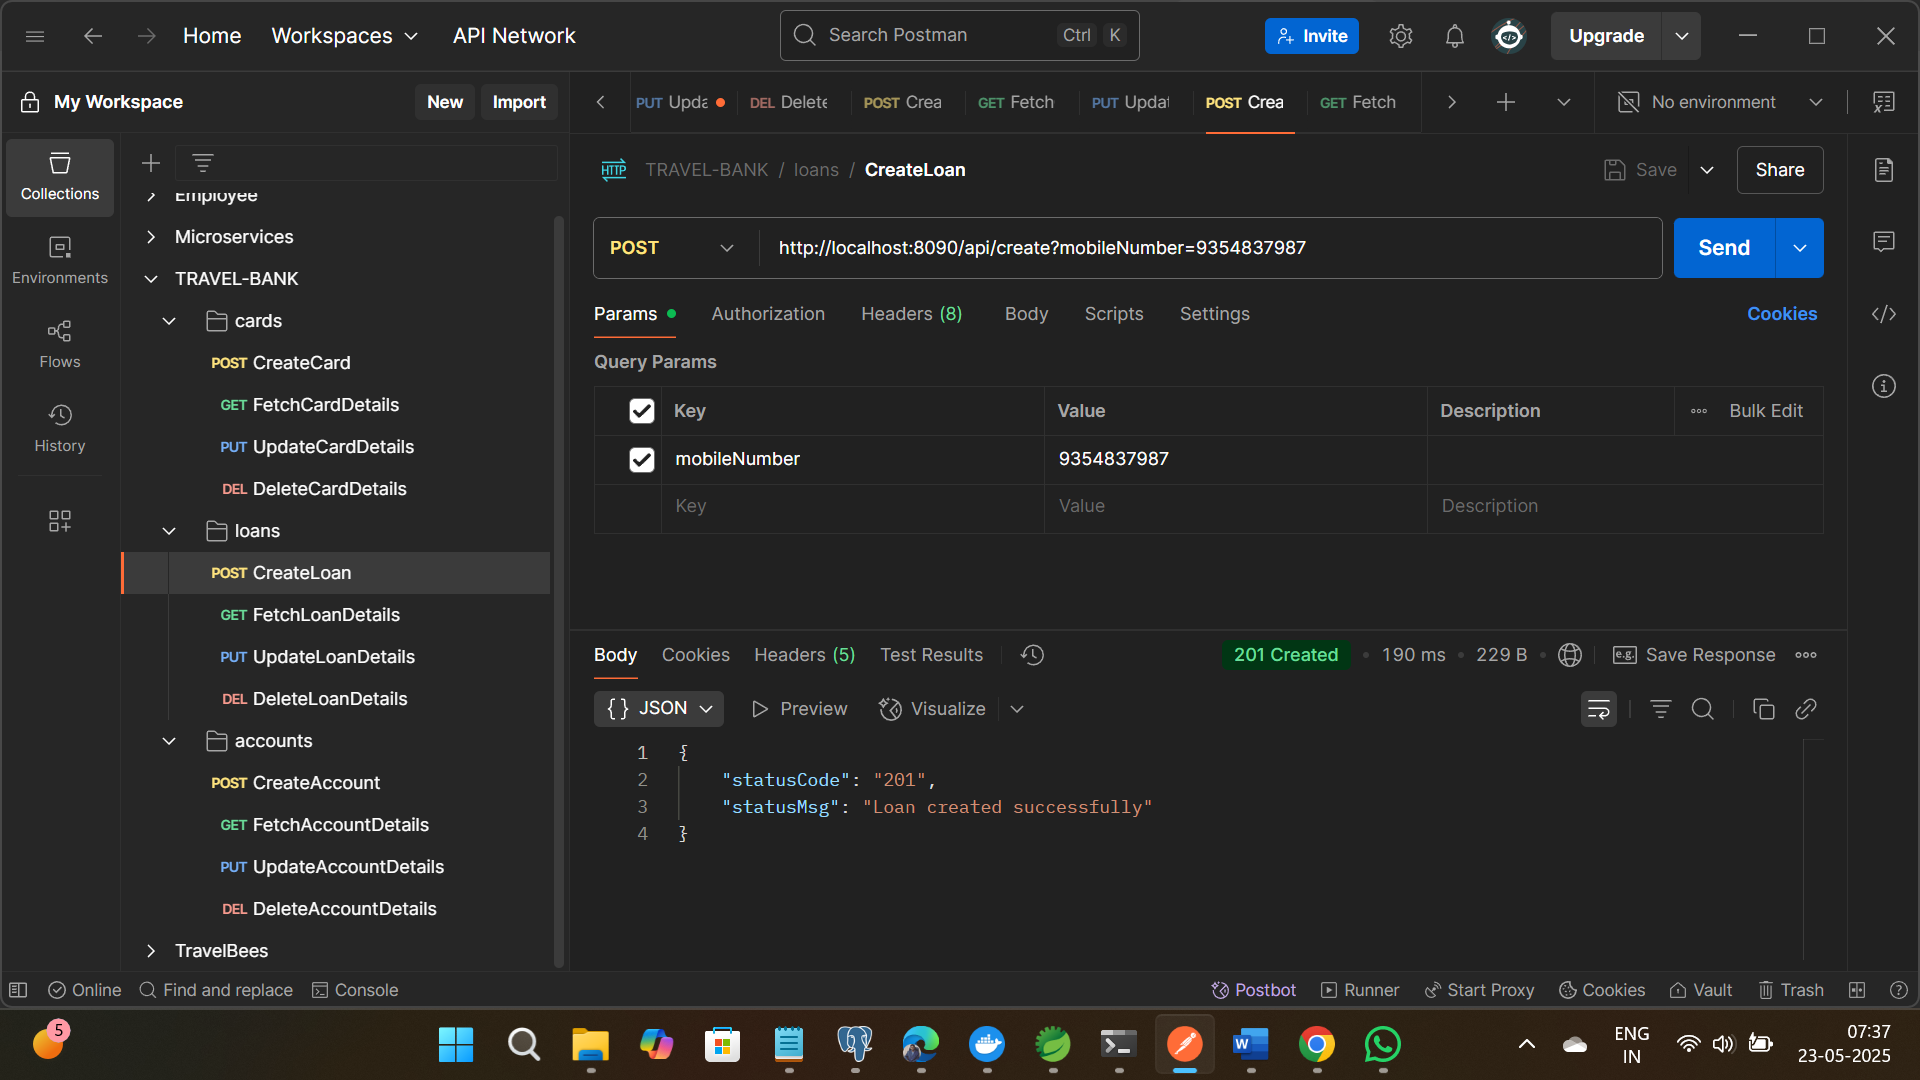 Home
Workspaces
API Network
Search Postman
Ctrl K
Invite
Upgrade
My Workspace
New
Import
PUT Upda
DEL Delete
POST Crea
GET Fetch
PUT Updat
POST Crea
GET Fetch
No environment
Collections
Environments
Flows
History
Employee
Microservices
TRAVEL-BANK
cards
POST CreateCard
GET FetchCardDetails
PUT UpdateCardDetails
DEL DeleteCardDetails
loans
POST CreateLoan
GET FetchLoanDetails
PUT UpdateLoanDetails
DEL DeleteLoanDetails
accounts
POST CreateAccount
GET FetchAccountDetails
PUT UpdateAccountDetails
DEL DeleteAccountDetails
TravelBees
HTTP TRAVEL-BANK / loans / CreateLoan
Save
Share
POST
http://localhost:8090/api/create?mobileNumber=9354837987
Send
Params
Authorization
Headers (8)
Body
Scripts
Settings
Cookies
Query Params
Key Value Description Bulk Edit
mobileNumber 9354837987
Key Value Description
Body
Cookies
Headers (5)
Test Results
201 Created
190 ms
229 B
e.g. Save Response
{} JSON
Preview
Visualize
1 {
2 "statusCode": "201",
3 "statusMsg": "Loan created successfully"
4 }
Online
Find and replace
Console
Postbot
Runner
Start Proxy
Cookies
Vault
Trash
5
W
ENG
IN
07:37
23-05-2025